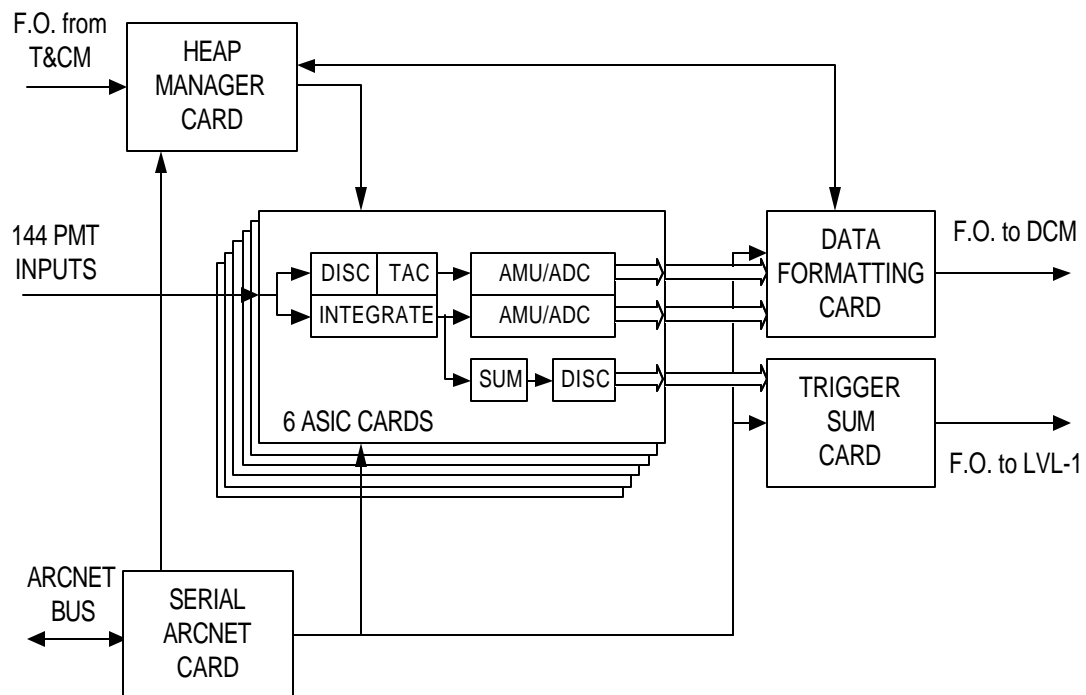 F.O. from
T&CM
HEAP
MANAGER
CARD
144 PMT
INPUTS
DISC
TAC
AMU/ADC
INTEGRATE
AMU/ADC
SUM
DISC
6 ASIC CARDS
DATA
FORMATTING
CARD
F.O. to DCM
TRIGGER
SUM
CARD
F.O. to LVL-1
ARCNET
BUS
SERIAL
ARCNET
CARD